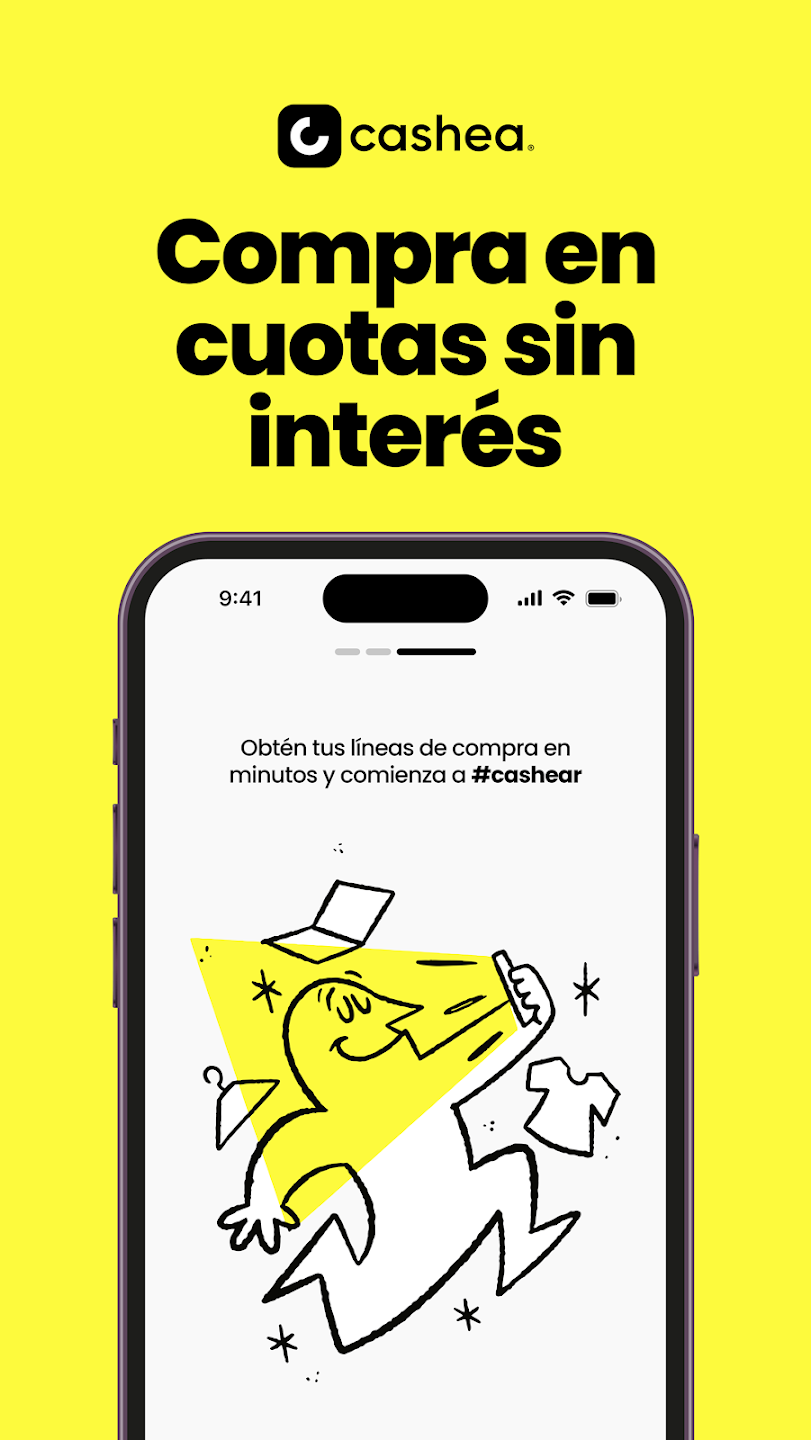 cashea®
Compra en
cuotas sin
interés
9:41
Obtén tus líneas de compra en
minutos y comienza a #cashear